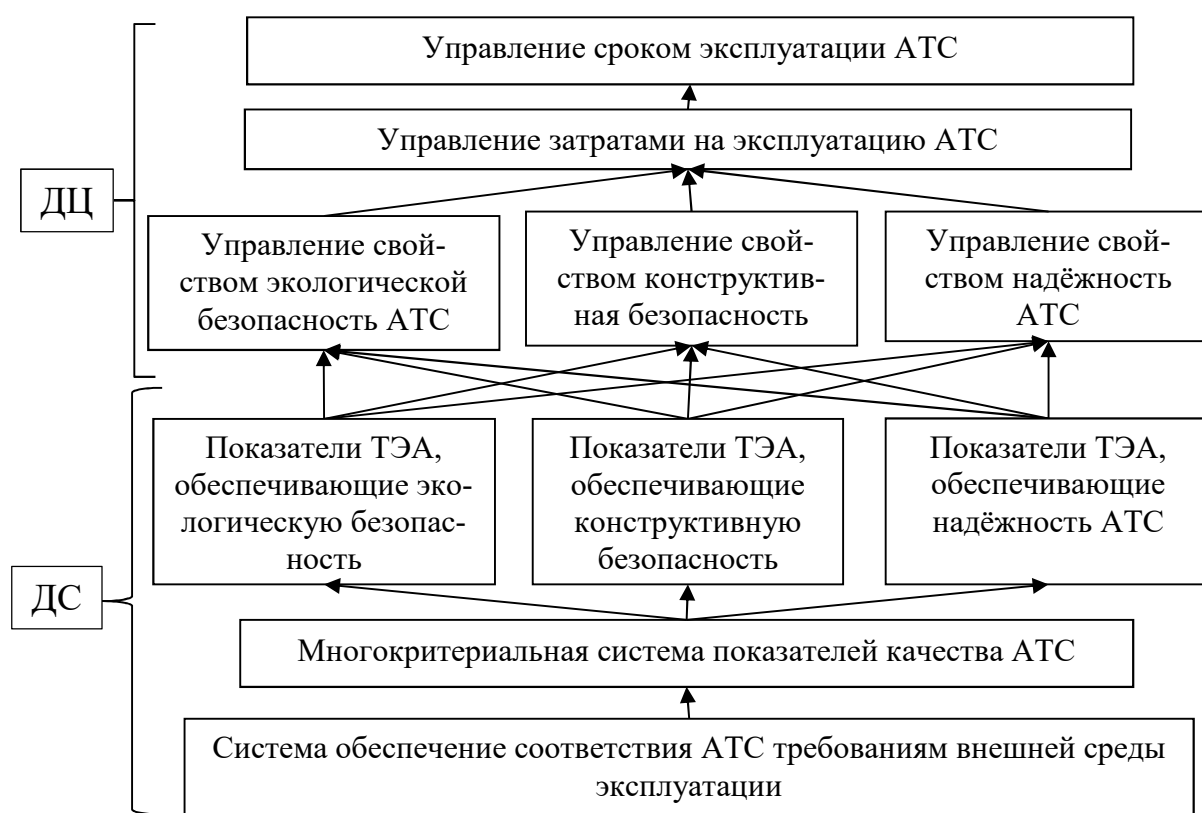 Управление сроком эксплуатации АТС
Управление затратами на эксплуатацию АТС
ДЦ
Управление свой-
ством экологической
безопасность АТС
Управление свой-
ством конструктив-
ная безопасность
Управление свой-
ством надёжность
АТС
Показатели ТЭА,
обеспечивающие эко-
логическую безопас-
ность
Показатели ТЭА,
обеспечивающие
конструктивную
безопасность
Показатели ТЭА,
обеспечивающие
надёжность АТС
ДС
Многокритериальная система показателей качества АТС
Система обеспечение соответствия АТС требованиям внешней среды
эксплуатации